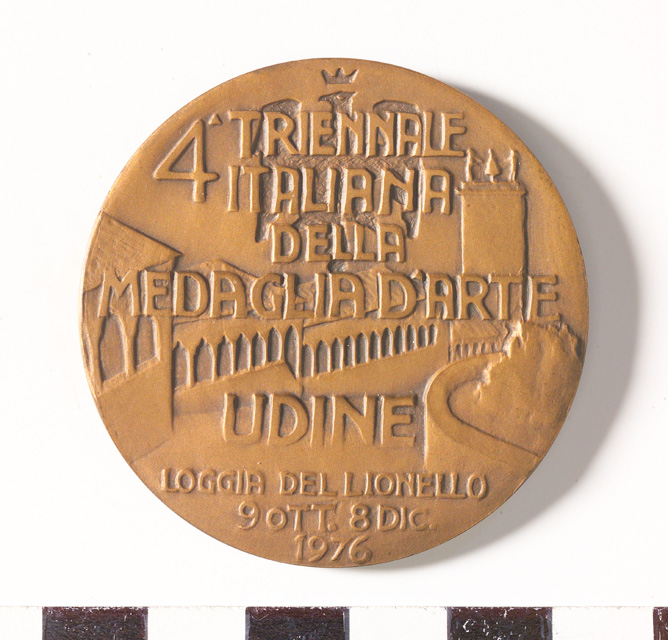 4ª TRIENNALE
ITALIANA
DELLA
MEDAGLIA D'ARTE
UDINE
LOGGIA DEL LIONELLO
9 OTT. 8 DIC.
1976